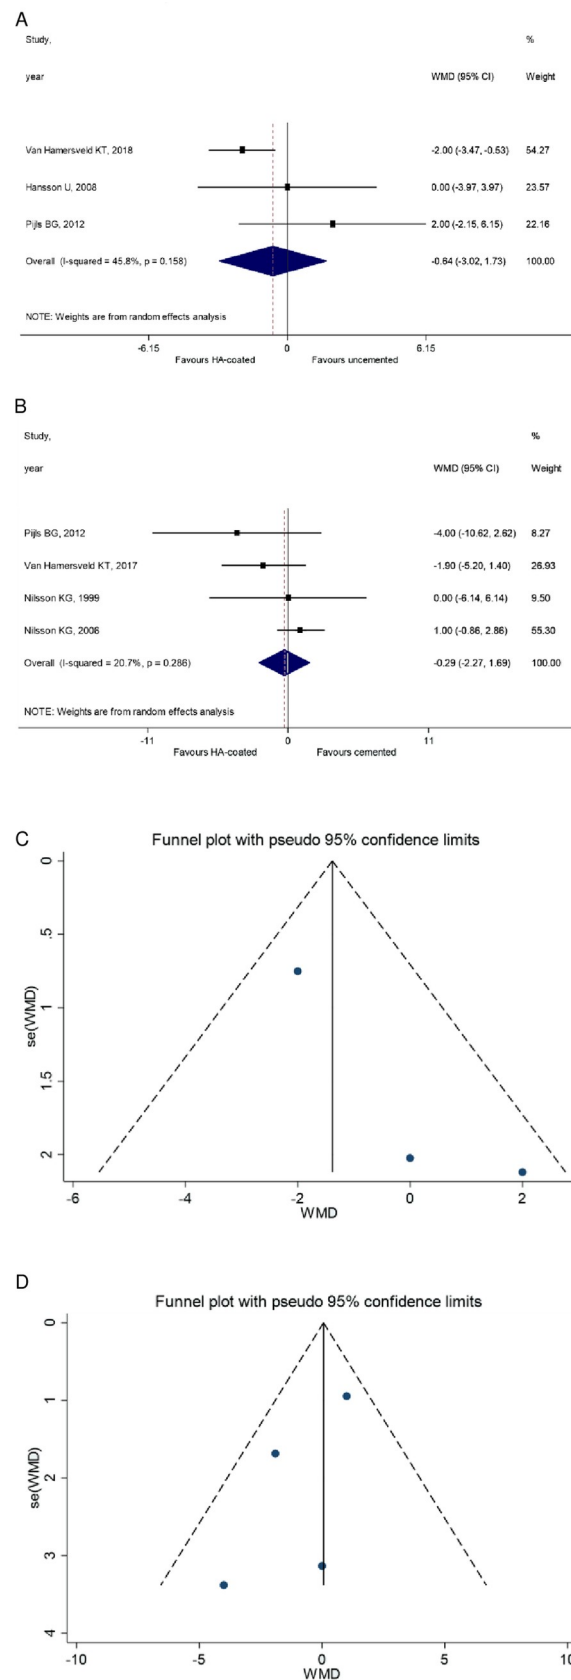 A
Study, %
year WMD (95% CI) Weight
Van Hamersveld KT, 2018 -2.00 (-3.47, -0.53) 54.27
Hansson U, 2008 0.00 (-3.97, 3.97) 23.57
Pijls BG, 2012 2.00 (-2.15, 6.15) 22.16
Overall (I-squared = 45.8%, p = 0.158) -0.64 (-3.02, 1.73) 100.00
NOTE: Weights are from random effects analysis
-6.15 0 6.15
Favours HA-coated Favours uncemented
B
Study, %
year WMD (95% CI) Weight
Pijls BG, 2012 -4.00 (-10.62, 2.62) 8.27
Van Hamersveld KT, 2017 -1.90 (-5.20, 1.40) 26.93
Nilsson KG, 1999 0.00 (-6.14, 6.14) 9.50
Nilsson KG, 2006 1.00 (-0.86, 2.86) 55.30
Overall (I-squared = 20.7%, p = 0.286) -0.29 (-2.27, 1.69) 100.00
NOTE: Weights are from random effects analysis
-11 0 11
Favours HA-coated Favours cemented
C
Funnel plot with pseudo 95% confidence limits
0
.5
1
1.5
2
se(WMD)
-6 -4 -2 0 2
WMD
D
Funnel plot with pseudo 95% confidence limits
0
1
2
3
4
se(WMD)
-10 -5 0 5 10
WMD